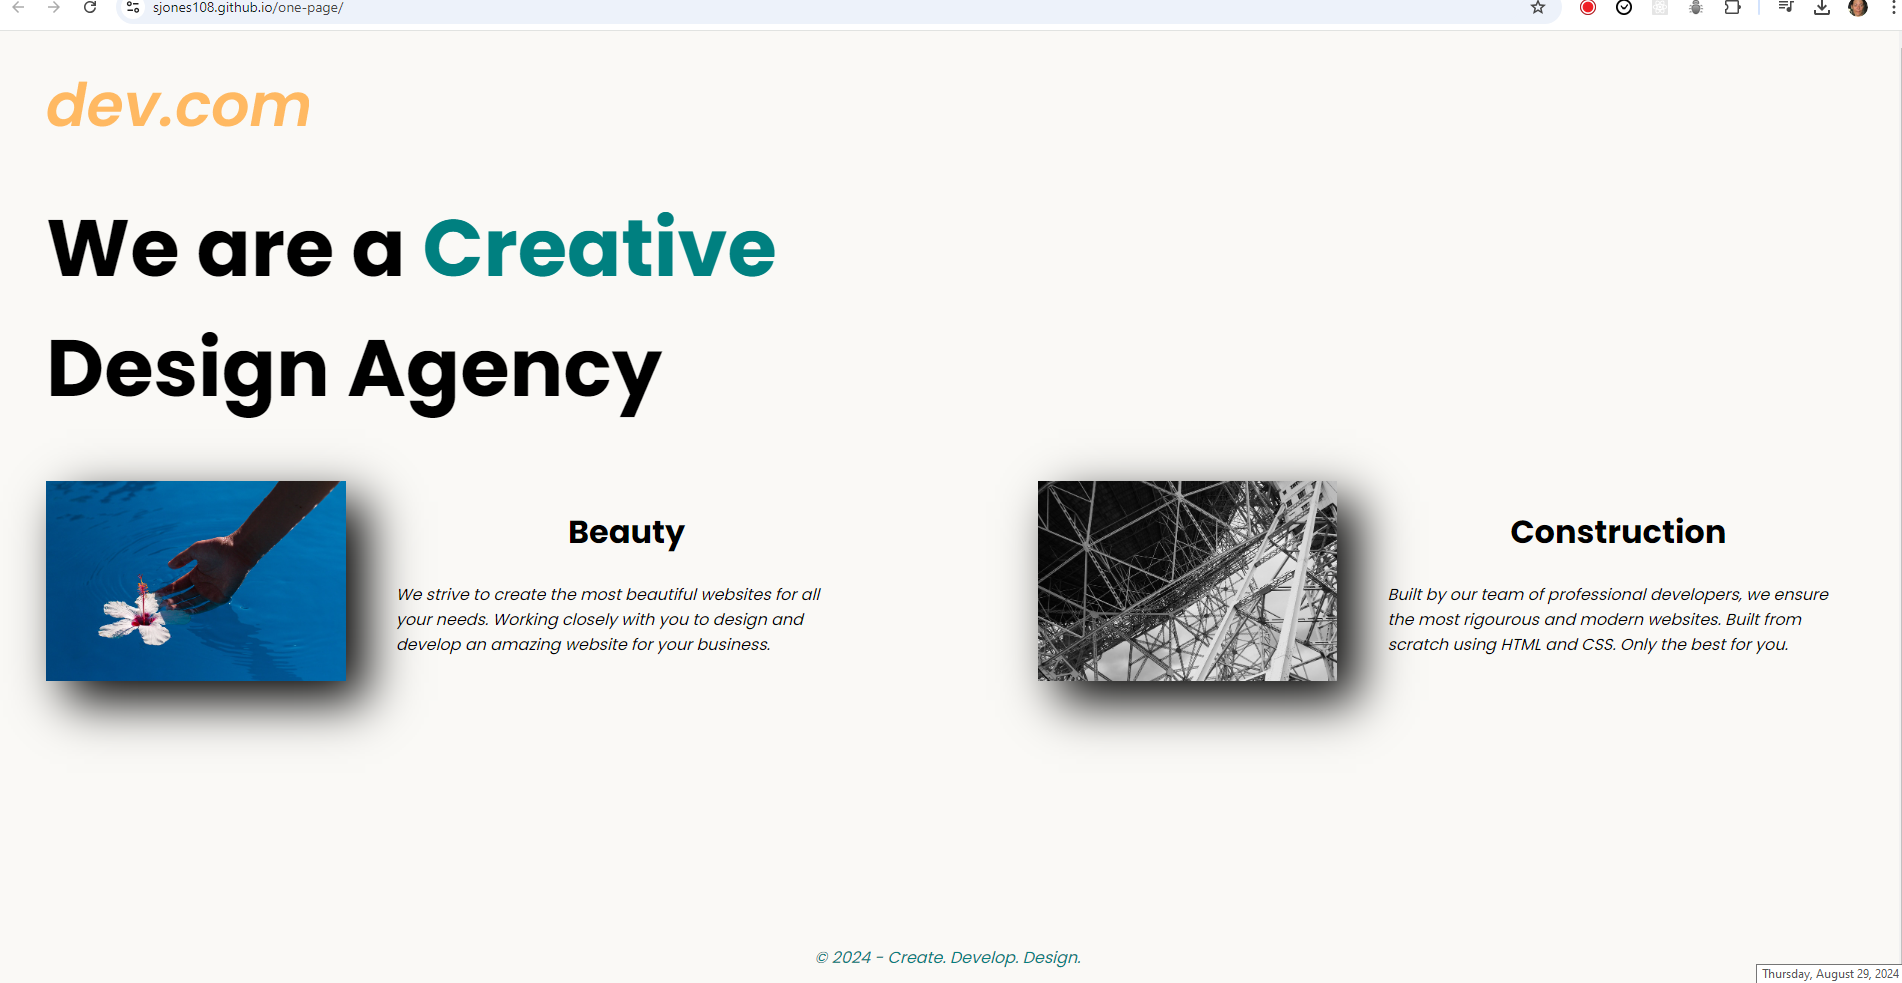 sjones108.github.io/one-page/
dev.com
We are a Creative
Design Agency
Beauty
We strive to create the most beautiful websites for all
your needs. Working closely with you to design and
develop an amazing website for your business.
Construction
Built by our team of professional developers, we ensure
the most rigourous and modern websites. Built from
scratch using HTML and CSS. Only the best for you.
© 2024 - Create. Develop. Design.
Thursday, August 29, 2024